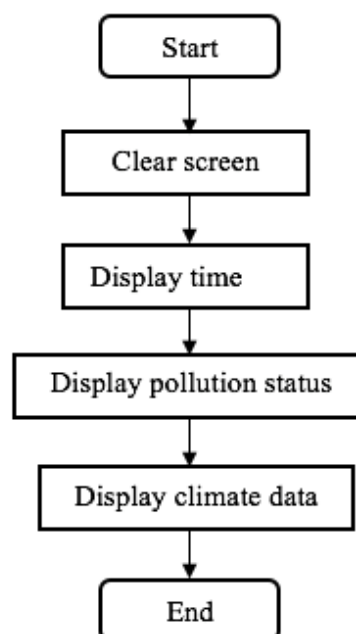 Start
Clear screen
Display time
Display pollution status
Display climate data
End